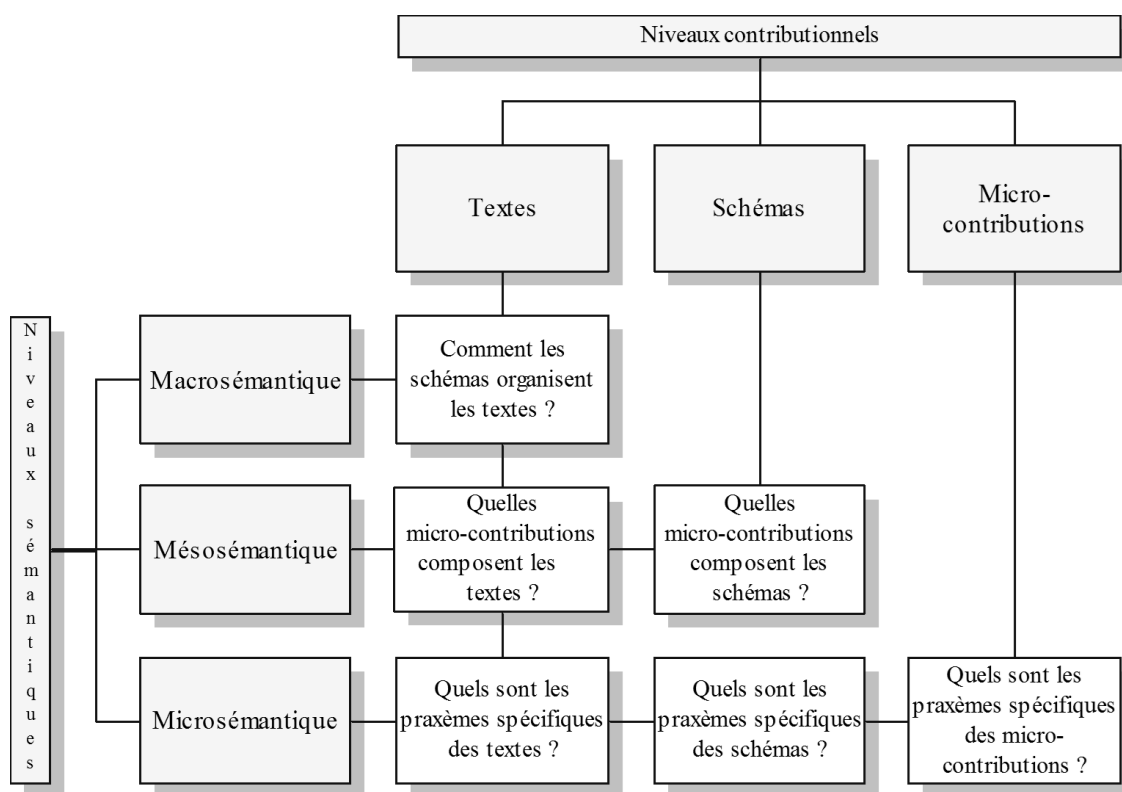 Niveaux contributionnels
Textes
Schémas
Micro-
contributions
Niveaux sémantiques
Macrosémantique
Comment les
schémas organisent
les textes ?
Mésosémantique
Quelles
micro-contributions
composent les
textes ?
Quelles
micro-contributions
composent les
schémas ?
Microsémantique
Quels sont les
praxèmes spécifiques
des textes ?
Quels sont les
praxèmes spécifiques
des schémas ?
Quels sont les
praxèmes spécifiques
des micro-
contributions ?